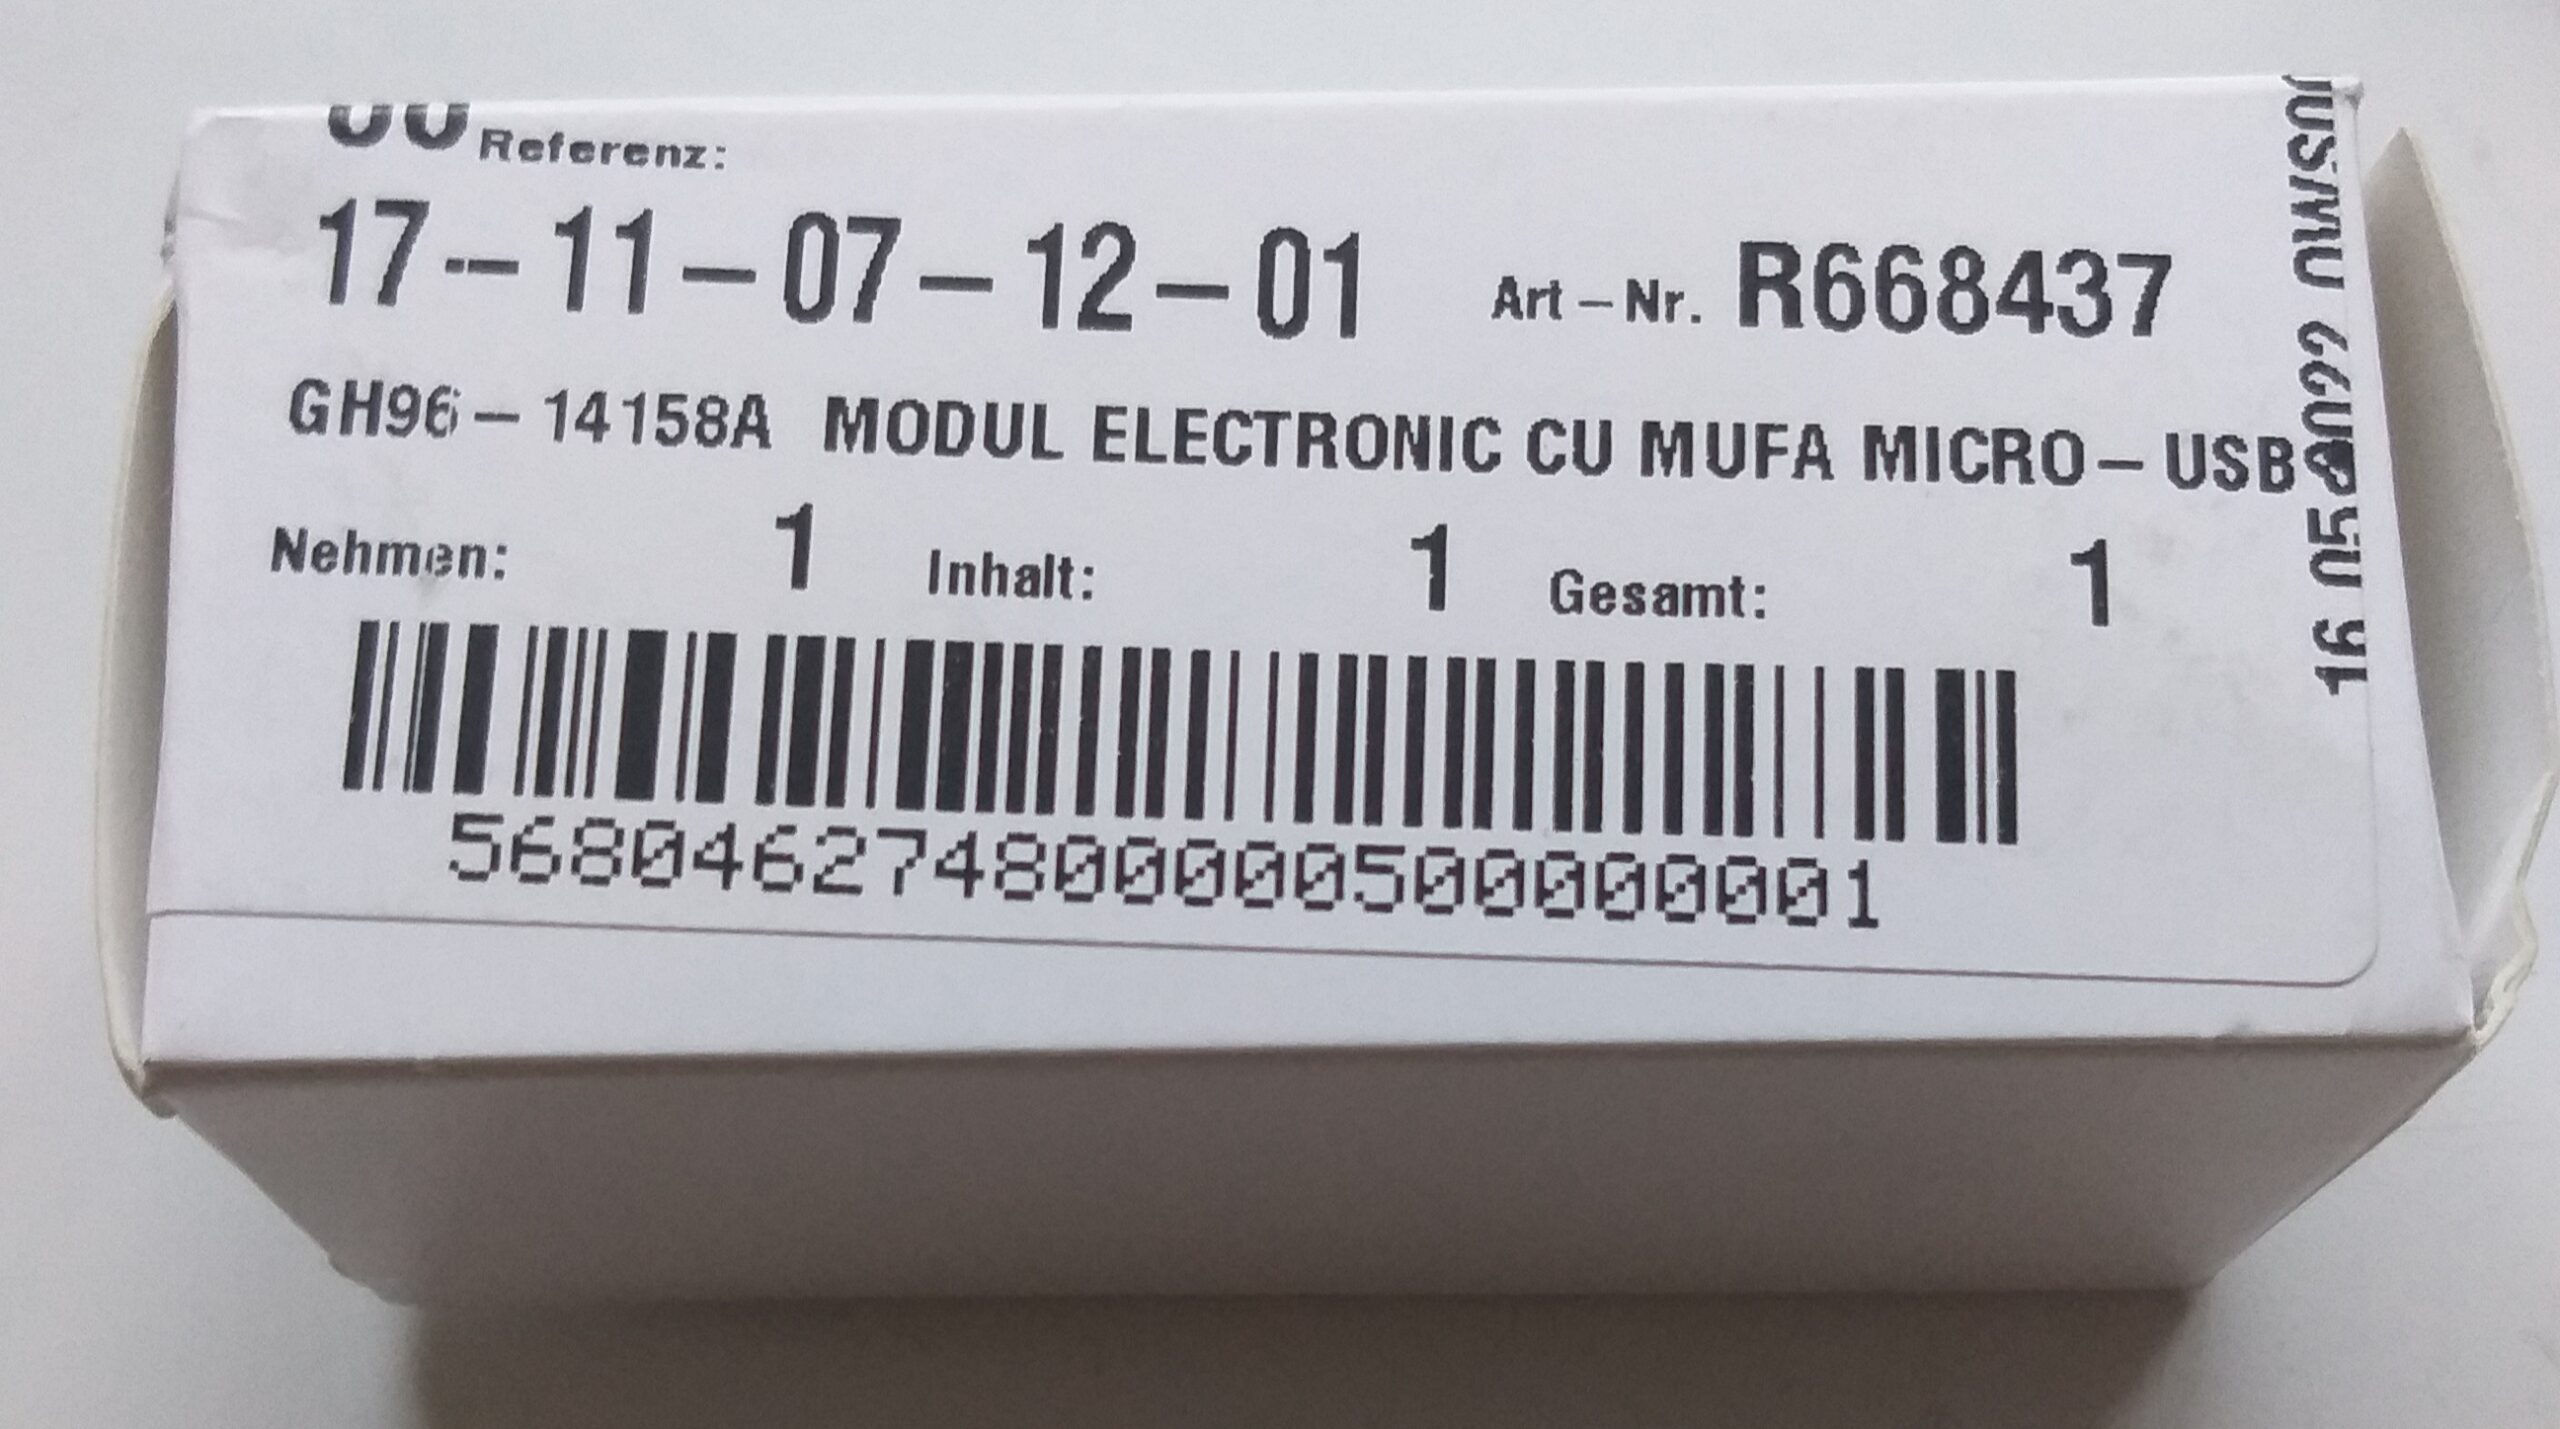 Referenz:
17--11-07-12-01 Art-Nr. R668437
GH96-14158A MODUL ELECTRONIC CU MUFA MICRO-USB
Nehmen: 1 Inhalt: 1 Gesamt: 1
568046274800000500000001